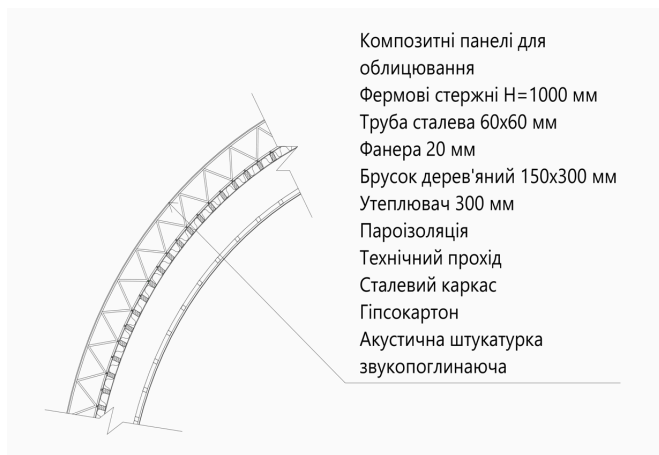 Композитні панелі для
облицювання
Фермові стержні H=1000 мм
Труба сталева 60х60 мм
Фанера 20 мм
Брусок дерев'яний 150х300 мм
Утеплювач 300 мм
Пароізоляція
Технічний прохід
Сталевий каркас
Гіпсокартон
Акустична штукатурка
звукопоглинаюча